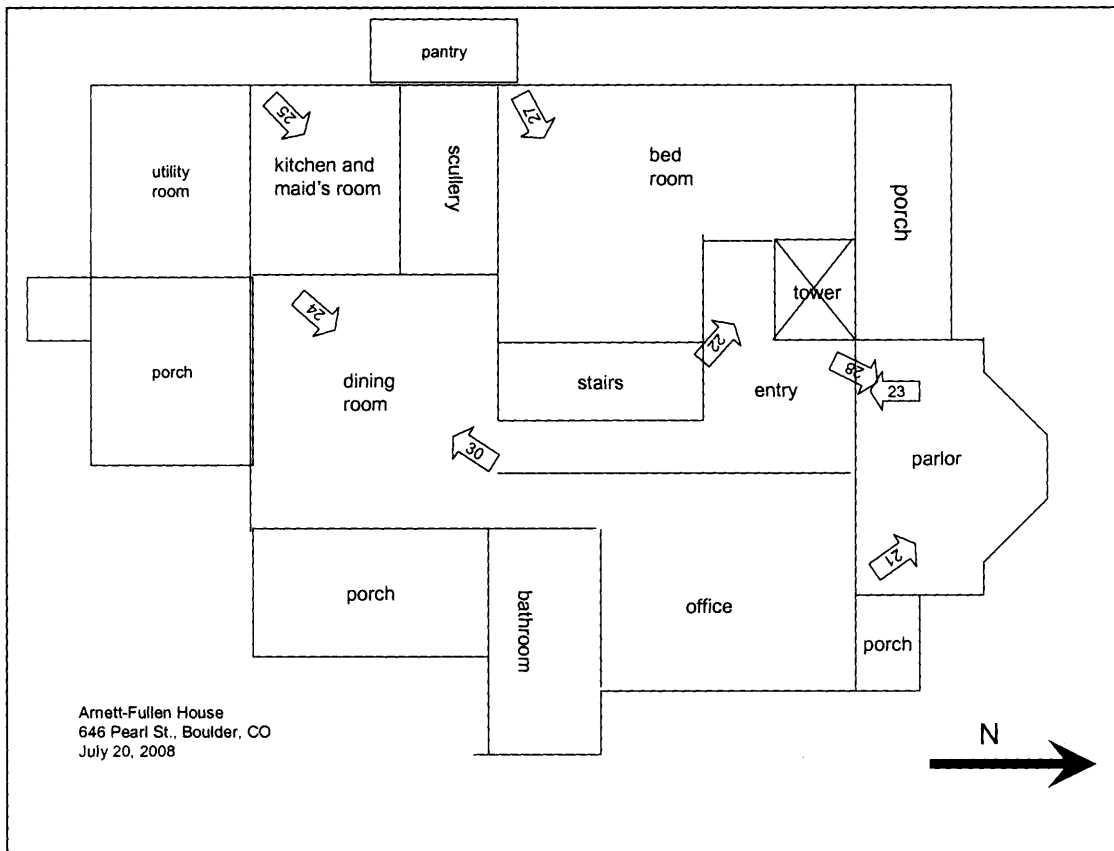 pantry
25
27
utility
room
kitchen and
maid's room
scullery
bed
room
porch
tower
24
22
porch
dining
room
stairs
entry
28
23
30
parlor
21
porch
bathroom
office
porch
Arnett-Fullen House
646 Pearl St., Boulder, CO
July 20, 2008
N